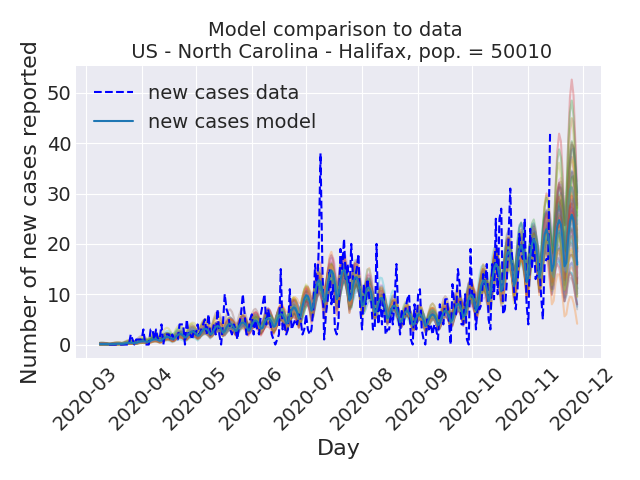 Model comparison to data
US - North Carolina - Halifax, pop. = 50010
Number of new cases reported
50
40
30
20
10
0
new cases data
new cases model
2020-03
2020-04
2020-05
2020-06
2020-07
2020-08
2020-09
2020-10
2020-11
2020-12
Day